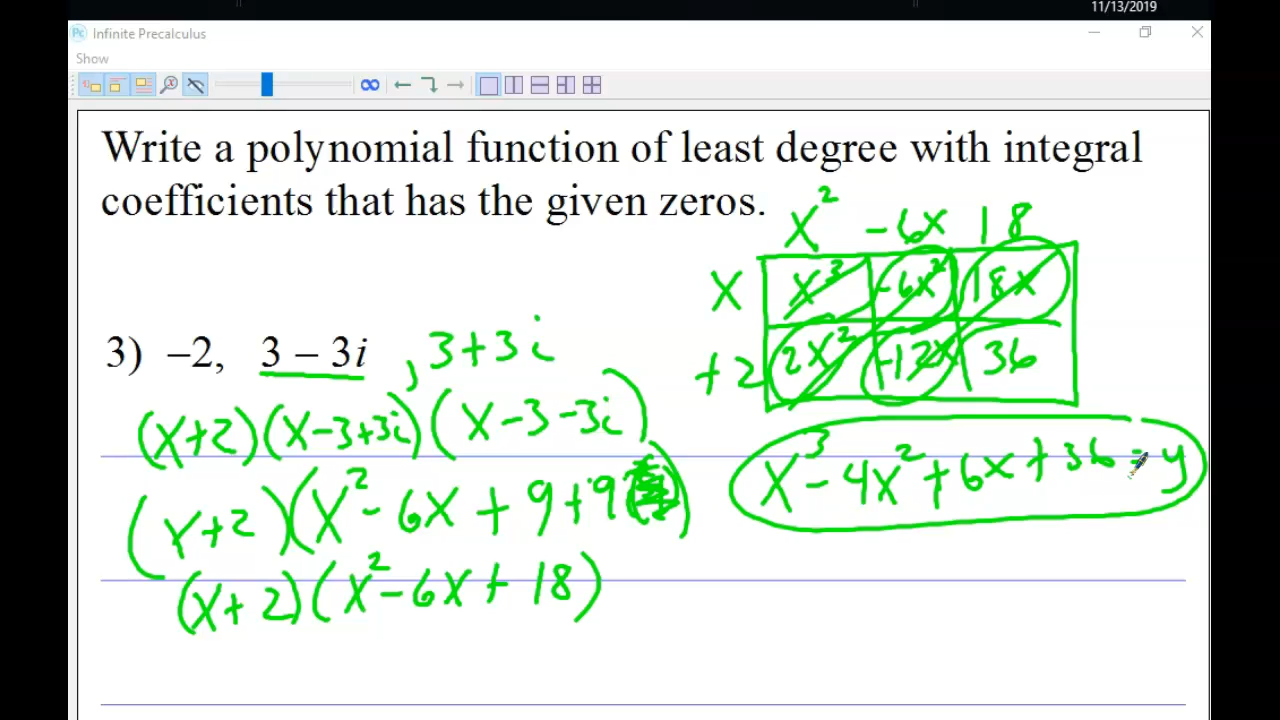 11/13/2019
Infinite Precalculus
Show
Write a polynomial function of least degree with integral
coefficients that has the given zeros.
3) –2, 3 – 3i , 3+3i
(x+2)(x-3+3i)(x-3-3i)
(x+2)(x²-6x+9+9)
(x+2)(x²-6x+18)
x² -6x 18
x x³ -6x² 18x
+2 2x² -12x 36
x³-4x²+6x+36=y